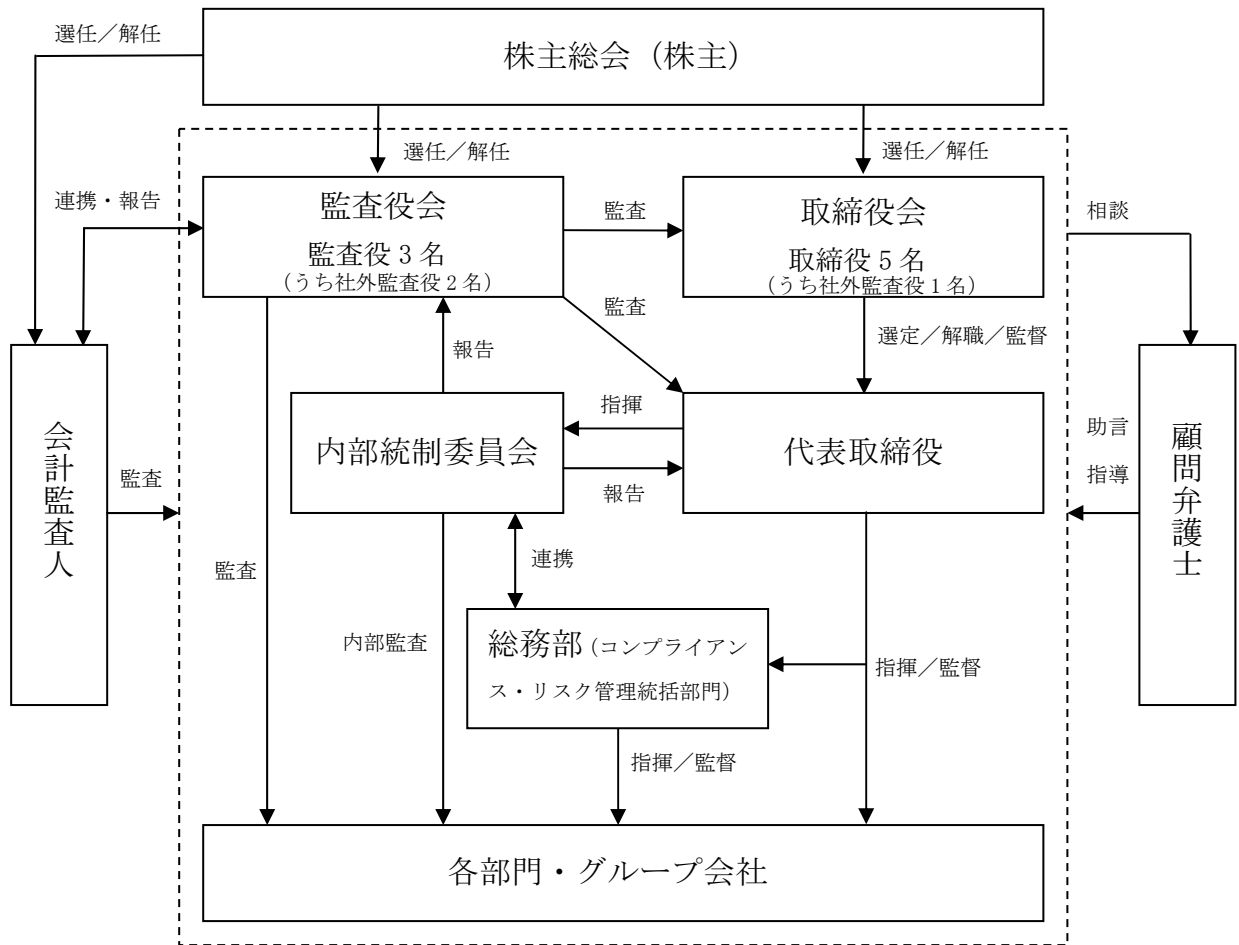 選任／解任
株主総会（株主）
選任／解任
選任／解任
連携・報告
監査役会
監査役 3 名
（うち社外監査役 2 名）
監査
取締役会
取締役 5 名
（うち社外監査役 1 名）
相談
監査
報告
選定／解職／監督
会計監査人
監査
内部統制委員会
指揮
報告
代表取締役
助言
指導
顧問弁護士
監査
連携
内部監査
総務部（コンプライアン
ス・リスク管理統括部門）
指揮／監督
指揮／監督
各部門・グループ会社